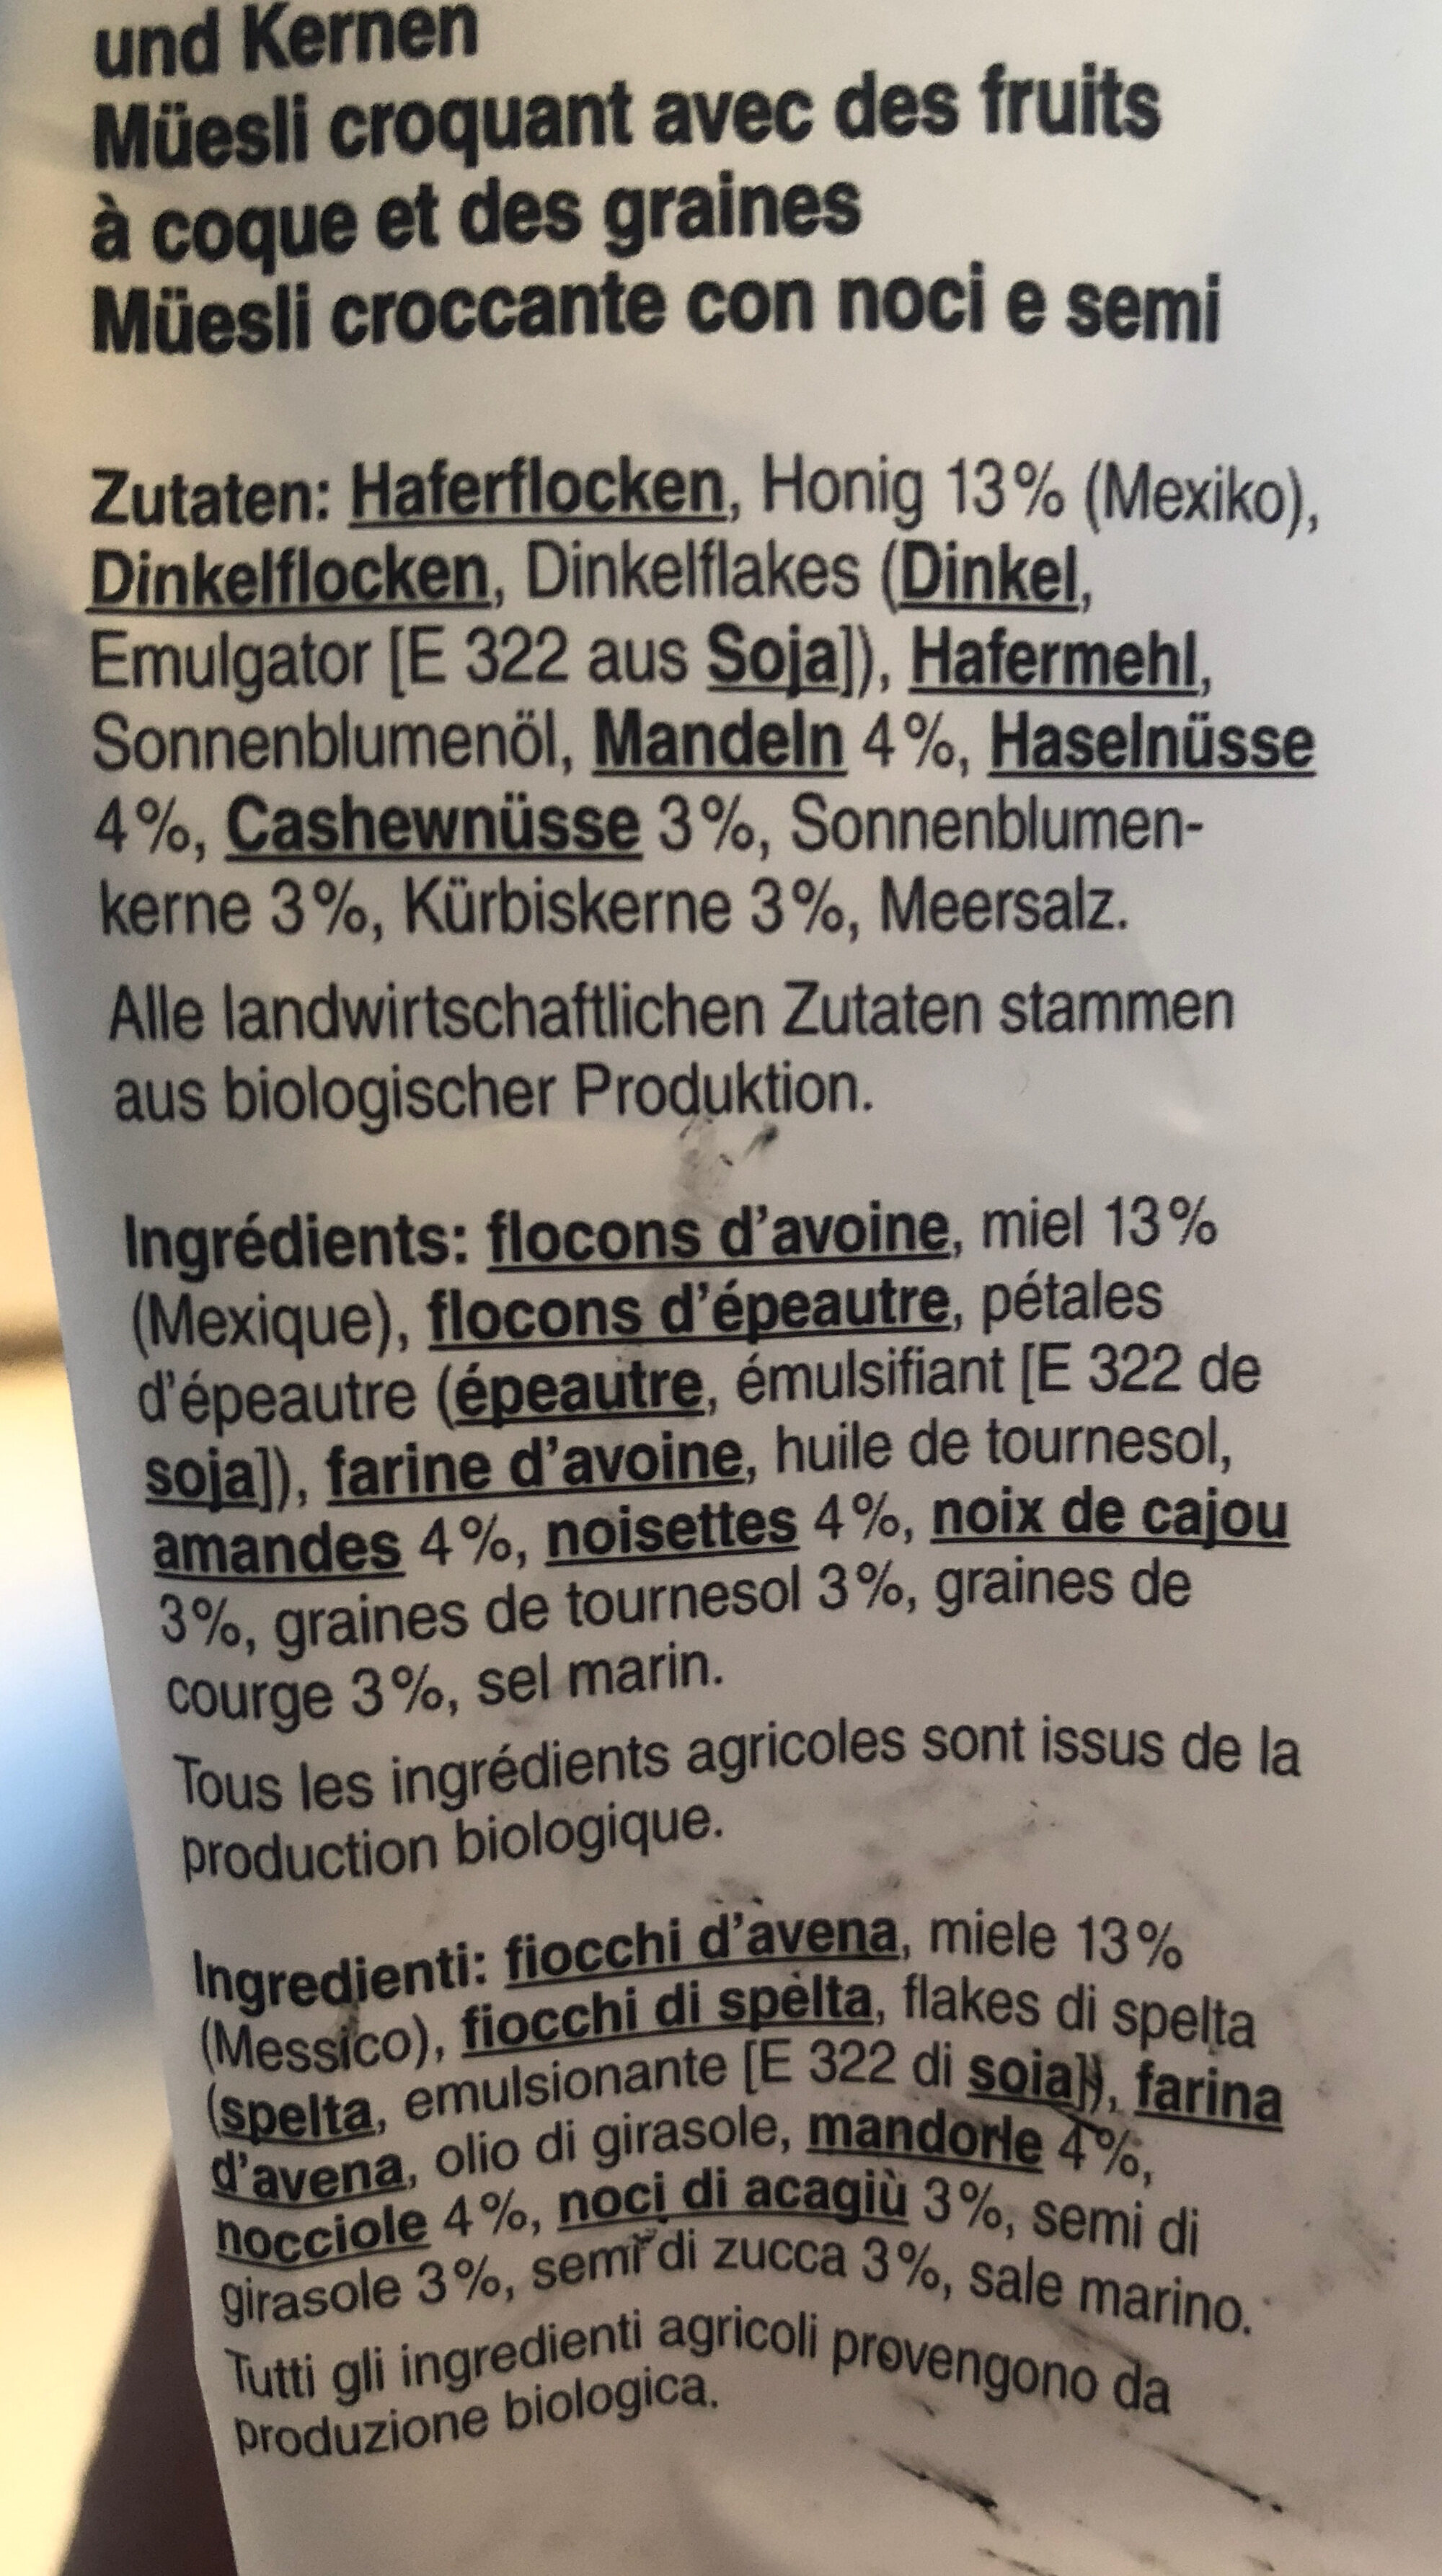 und Kernen
Müesli croquant avec des fruits
à coque et des graines
Müesli croccante con noci e semi
Zutaten: Haferflocken, Honig 13% (Mexiko),
Dinkelflocken, Dinkelflakes (Dinkel,
Emulgator [E 322 aus Soja]), Hafermehl,
Sonnenblumenöl, Mandeln 4%, Haselnüsse
4%, Cashewnüsse 3%, Sonnenblumen-
kerne 3%, Kürbiskerne 3%, Meersalz.
Alle landwirtschaftlichen Zutaten stammen
aus biologischer Produktion.
Ingrédients: flocons d'avoine, miel 13%
(Mexique), flocons d'épeautre, pétales
d'épeautre (épeautre, émulsifiant [E 322 de
soja]), farine d'avoine, huile de tournesol,
amandes 4%, noisettes 4%, noix de cajou
3%, graines de tournesol 3%, graines de
courge 3%, sel marin.
Tous les ingrédients agricoles sont issus de la
production biologique.
Ingredienti: fiocchi d'avena, miele 13%
(Messico), fiocchi di spelta, flakes di spelta
(spelta, emulsionante [E 322 di soia]), farina
d'avena, olio di girasole, mandorle 4%,
nocciole 4%, noci di acagiù 3%, semi di
girasole 3%, semi di zucca 3%, sale marino.
Tutti gli ingredienti agricoli provengono da
produzione biologica.